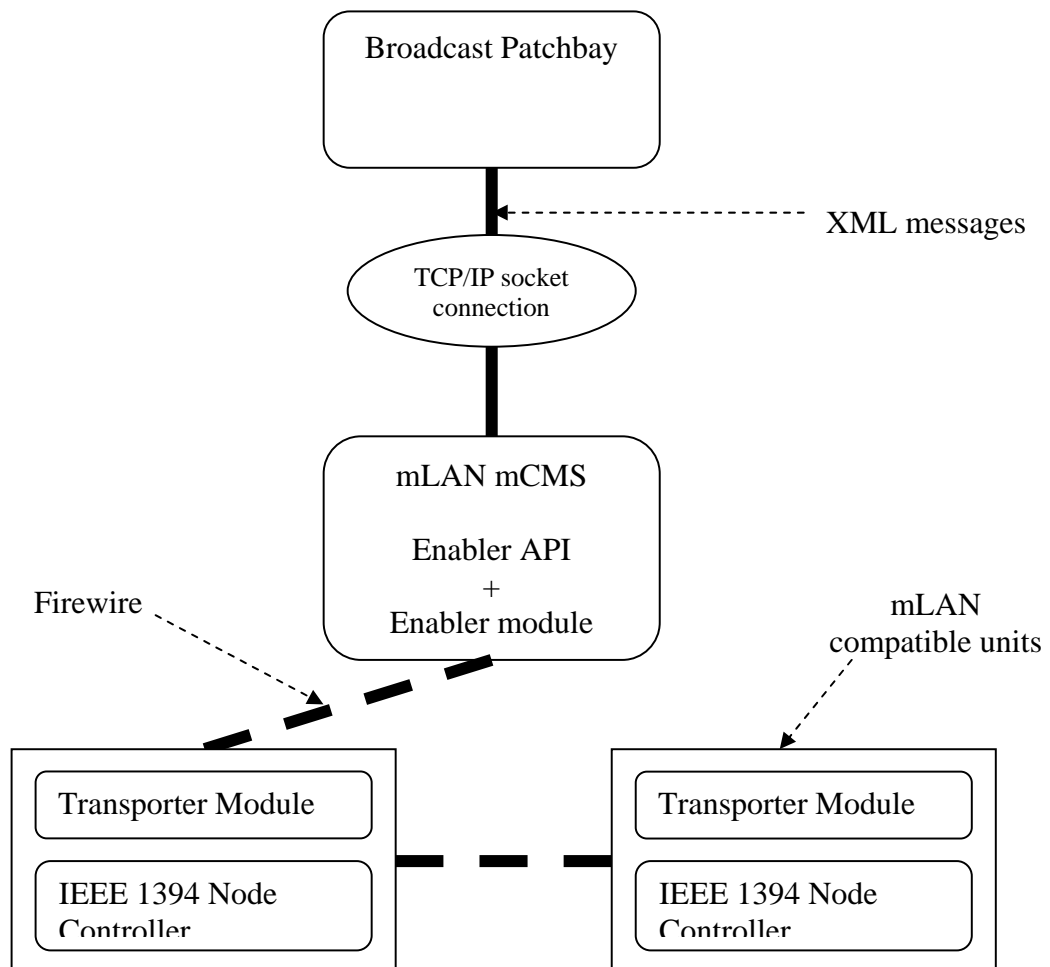 Broadcast Patchbay
XML messages
TCP/IP socket
connection
mLAN mCMS
Enabler API
+
Enabler module
Firewire
mLAN
compatible units
Transporter Module
IEEE 1394 Node
Controller
Transporter Module
IEEE 1394 Node
Controller